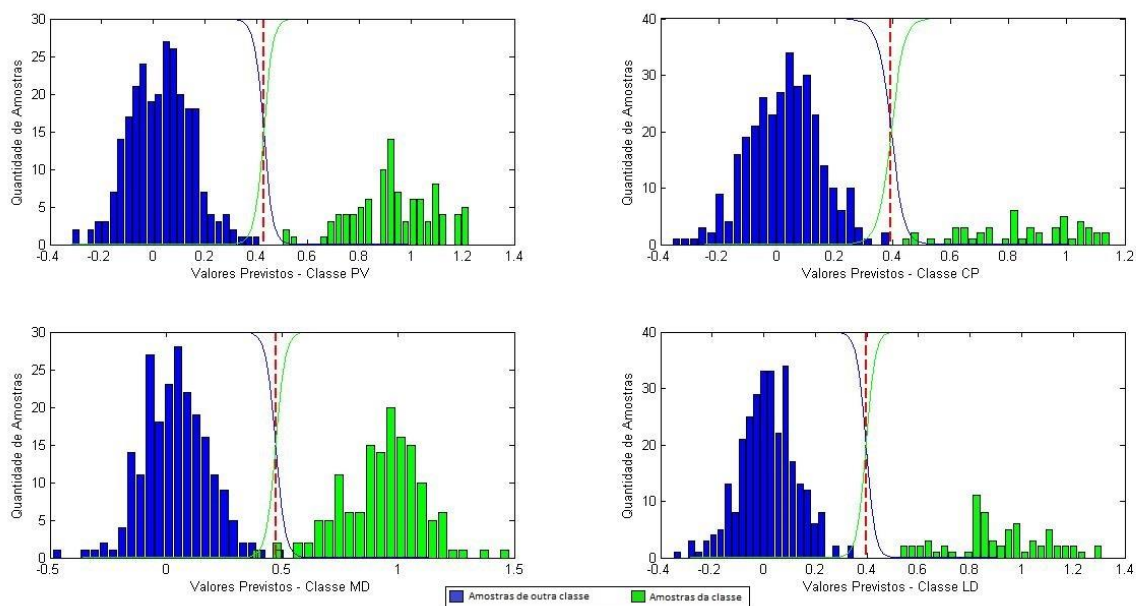 30
25
20
15
10
5
0
Quantidade de Amostras
-0.4 -0.2 0 0.2 0.4 0.6 0.8 1 1.2 1.4
Valores Previstos - Classe PV
40
30
20
10
0
Quantidade de Amostras
-0.4 -0.2 0 0.2 0.4 0.6 0.8 1 1.2
Valores Previstos - Classe CP
30
25
20
15
10
5
0
Quantidade de Amostras
-0.5 0 0.5 1 1.5
Valores Previstos - Classe MD
40
30
20
10
0
Quantidade de Amostras
-0.4 -0.2 0 0.2 0.4 0.6 0.8 1 1.2 1.4
Valores Previstos - Classe LD
Amostras de outra classe Amostras da classe